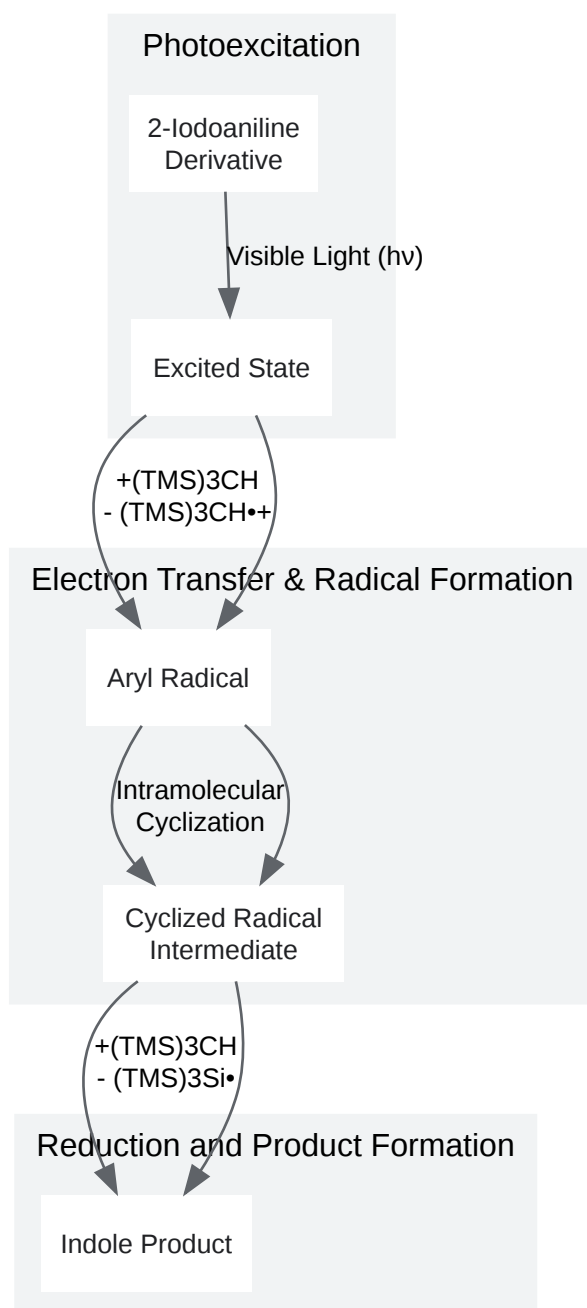 Photoexcitation
2-Iodoaniline
Derivative
Visible Light (hν)
Excited State
+(TMS)3CH
- (TMS)3CH•+
Electron Transfer & Radical Formation
Aryl Radical
Intramolecular
Cyclization
Cyclized Radical
Intermediate
+(TMS)3CH
- (TMS)3Si•
Reduction and Product Formation
Indole Product